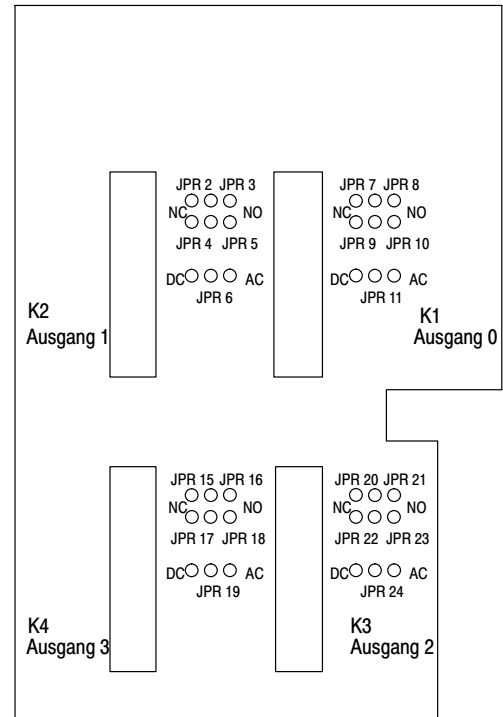 JPR 2 JPR 3
NC NO
JPR 4 JPR 5
DC AC
JPR 6
K2
Ausgang 1
JPR 7 JPR 8
NC NO
JPR 9 JPR 10
DC AC
JPR 11
K1
Ausgang 0
JPR 15 JPR 16
NC NO
JPR 17 JPR 18
DC AC
JPR 19
K4
Ausgang 3
JPR 20 JPR 21
NC NO
JPR 22 JPR 23
DC AC
JPR 24
K3
Ausgang 2